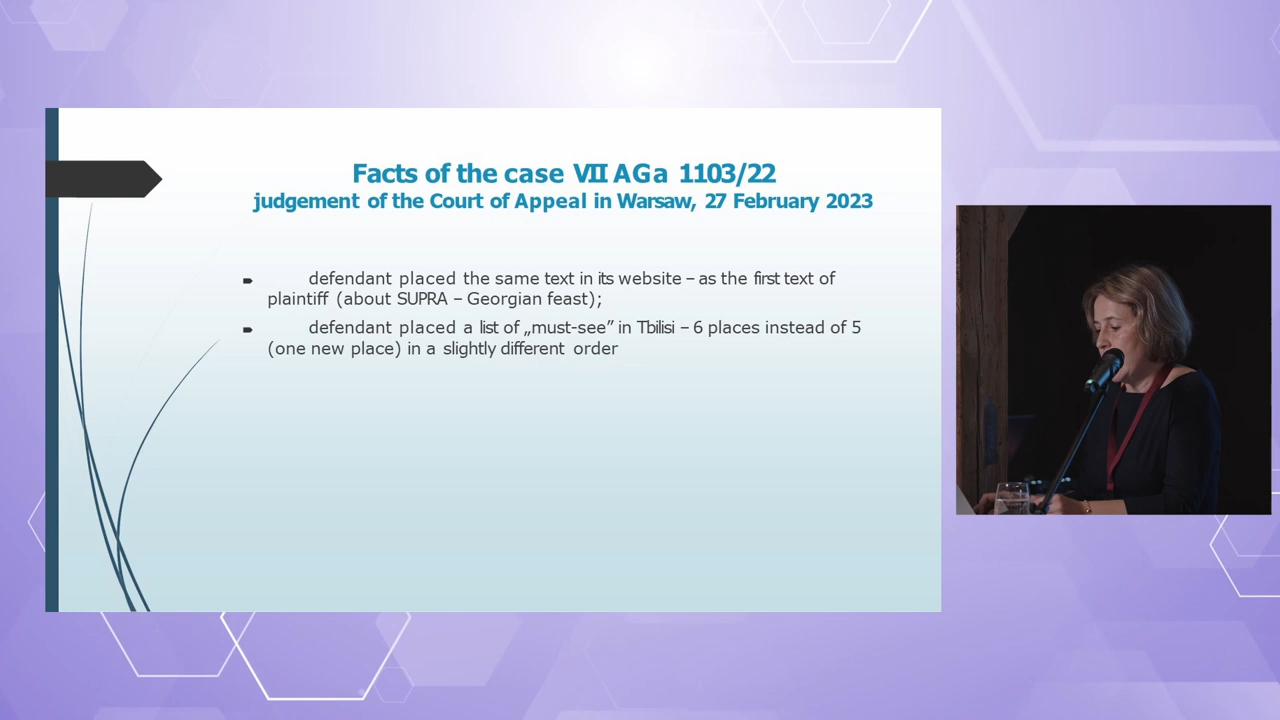 Facts of the case VII AGa 1103/22
judgement of the Court of Appeal in Warsaw, 27 February 2023
defendant placed the same text in its website – as the first text of
plaintiff (about SUPRA – Georgian feast);
defendant placed a list of „must-see” in Tbilisi – 6 places instead of 5
(one new place) in a slightly different order